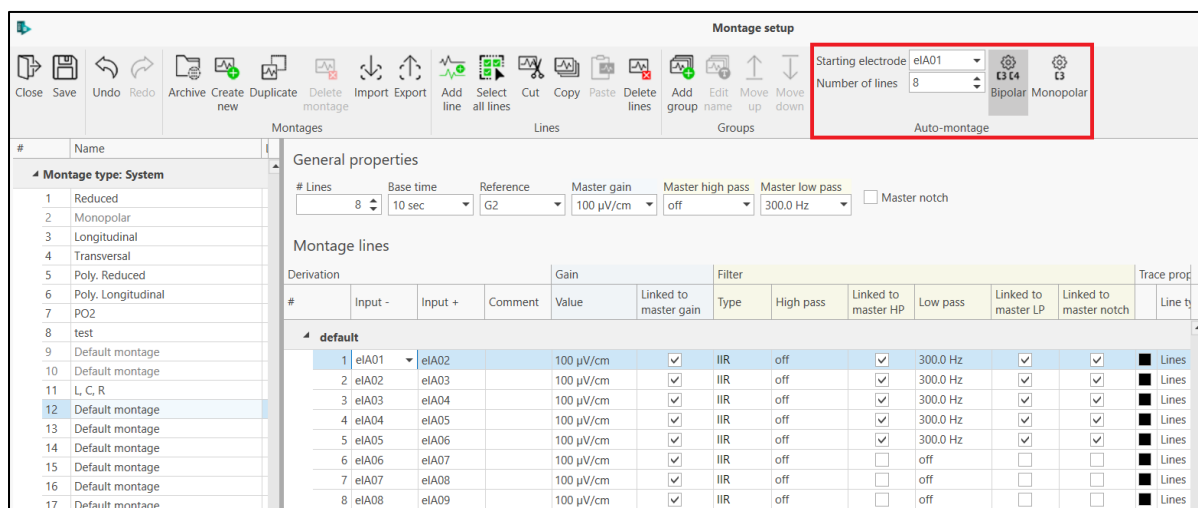 Montage setup
Starting electrode eIA01
Number of lines 8
E3 E4
E3
Close Save Undo Redo Archive Create new Duplicate Delete montage Import Export Add line Select all lines Cut Copy Paste Delete lines Add group Edit name Move up Move down Bipolar Monopolar
Montages Lines Groups Auto-montage
# Name
Montage type: System
1 Reduced
2 Monopolar
3 Longitudinal
4 Transversal
5 Poly. Reduced
6 Poly. Longitudinal
7 PO2
8 test
9 Default montage
10 Default montage
11 L, C, R
12 Default montage
13 Default montage
14 Default montage
15 Default montage
16 Default montage
17 Default montage
General properties
# Lines Base time Reference Master gain Master high pass Master low pass
8 10 sec G2 100 µV/cm off 300.0 Hz Master notch
Montage lines
Derivation Gain Filter Trace prop
# Input - Input + Comment Value Linked to master gain Type High pass Linked to master HP Low pass Linked to master LP Linked to master notch Line ty
default
1 eIA01 eIA02 100 µV/cm IIR off 300.0 Hz Lines
2 eIA02 eIA03 100 µV/cm IIR off 300.0 Hz Lines
3 eIA03 eIA04 100 µV/cm IIR off 300.0 Hz Lines
4 eIA04 eIA05 100 µV/cm IIR off 300.0 Hz Lines
5 eIA05 eIA06 100 µV/cm IIR off 300.0 Hz Lines
6 eIA06 eIA07 100 µV/cm IIR off off Lines
7 eIA07 eIA08 100 µV/cm IIR off off Lines
8 eIA08 eIA09 100 µV/cm IIR off off Lines